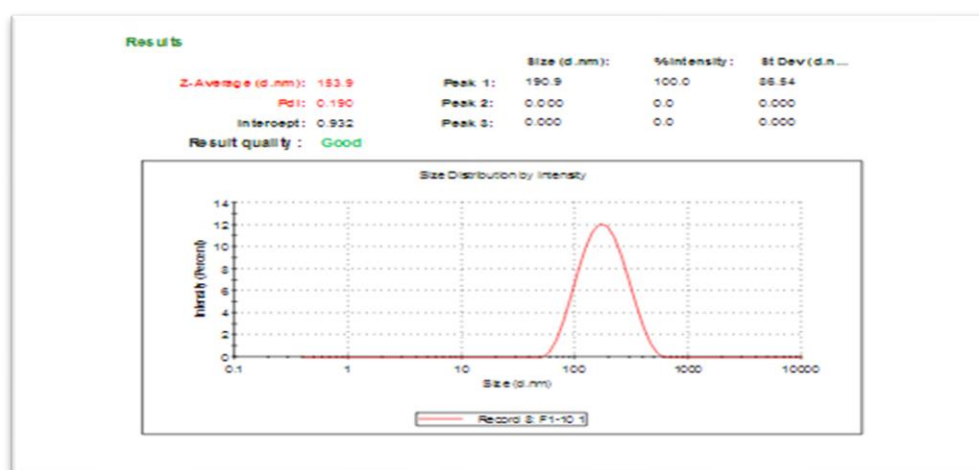 Results
Size (d.nm): %Intensity: St Dev (d.n...
Z-Average (d.nm): 153.9 Peak 1: 190.9 100.0 86.54
PdI: 0.190 Peak 2: 0.000 0.0 0.000
Intercept: 0.932 Peak 3: 0.000 0.0 0.000
Result quality : Good
Size Distribution by Intensity
14
12
10
8
6
4
2
0
Intensity (Percent)
0.1 1 10 100 1000 10000
Size (d.nm)
Record 8: F1-10 1